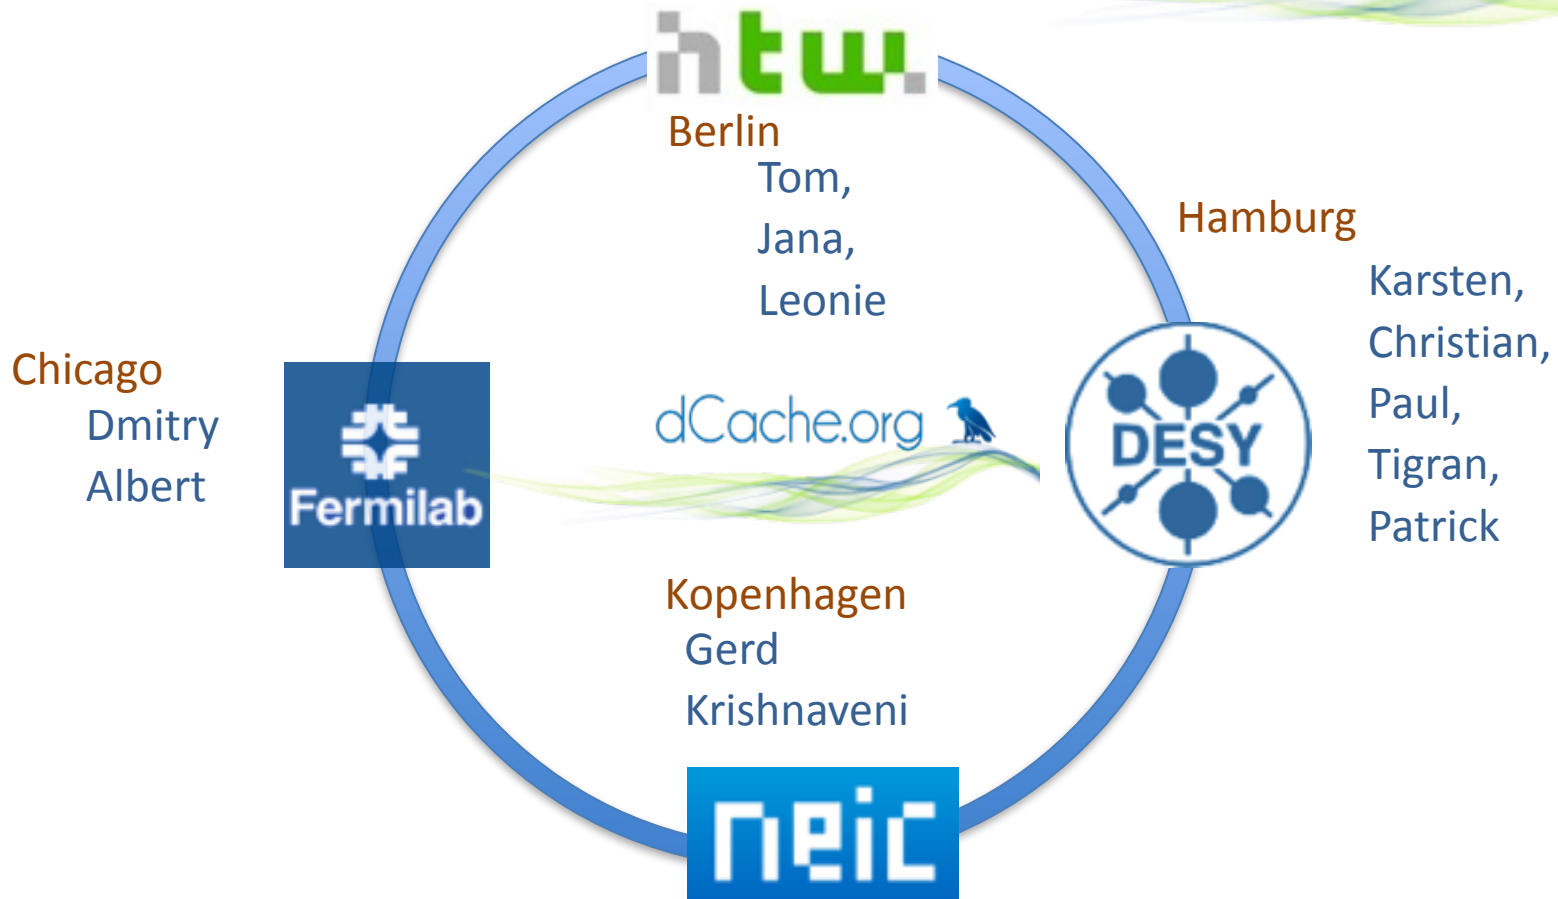 htw.
Berlin
Tom,
Jana,
Leonie
Hamburg
Karsten,
Christian,
Paul,
Tigran,
Patrick
DESY
Chicago
Dmitry
Albert
Fermilab
dCache.org
Kopenhagen
Gerd
Krishnaveni
neic